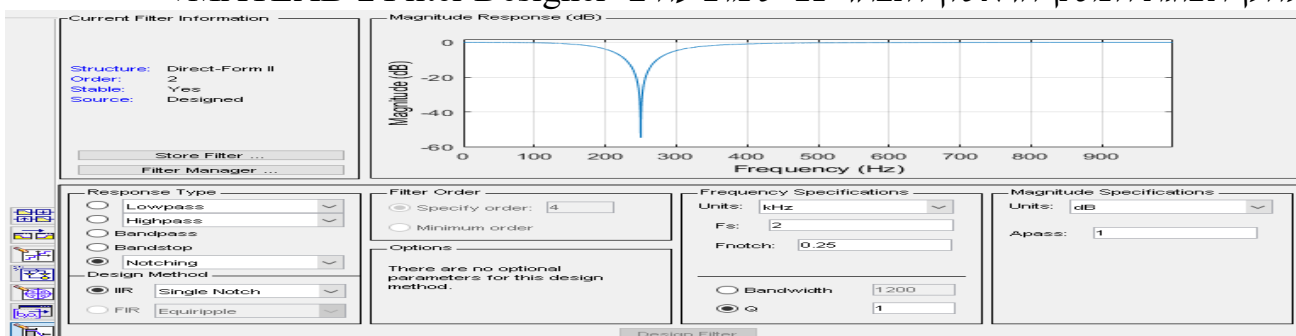 Filter Designer
MATLAB
Current Filter Information
Structure: Direct-Form II
Order: 2
Stable: Yes
Source: Designed
Store Filter ...
Filter Manager ...
Magnitude Response (dB)
Magnitude (dB)
0
-20
-40
-60
0 100 200 300 400 500 600 700 800 900
Frequency (Hz)
Response Type
Lowpass
Highpass
Bandpass
Bandstop
Notching
Design Method
IIR Single Notch
FIR Equiripple
Filter Order
Specify order: 4
Minimum order
Options
There are no optional
parameters for this design
method.
Frequency Specifications
Units: kHz
Fs: 2
Fnotch: 0.25
Bandwidth 1200
Q 1
Magnitude Specifications
Units: dB
Apass: 1
Design Filter